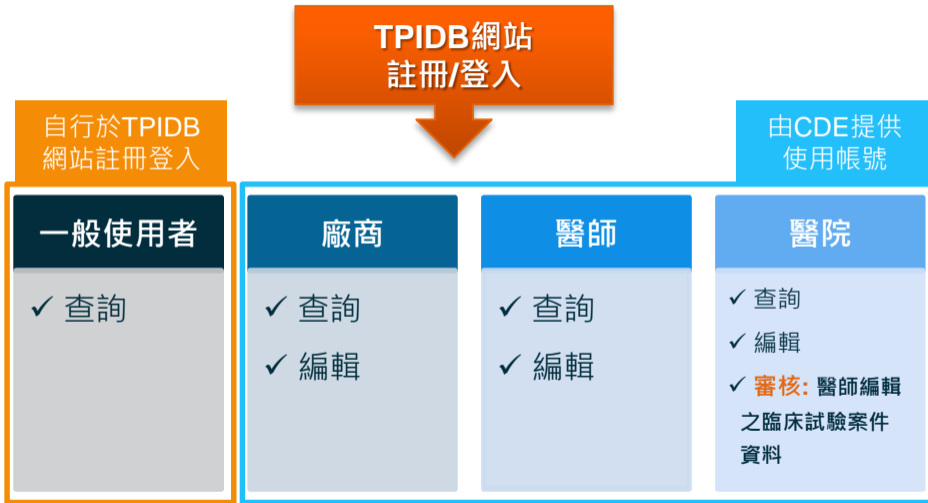 TPIDB網站
註冊/登入
自行於TPIDB
網站註冊登入
由CDE提供
使用帳號
一般使用者
✓ 查詢
廠商
✓ 查詢
✓ 編輯
醫師
✓ 查詢
✓ 編輯
醫院
✓ 查詢
✓ 編輯
✓ 審核: 醫師編輯
之臨床試驗案件
資料